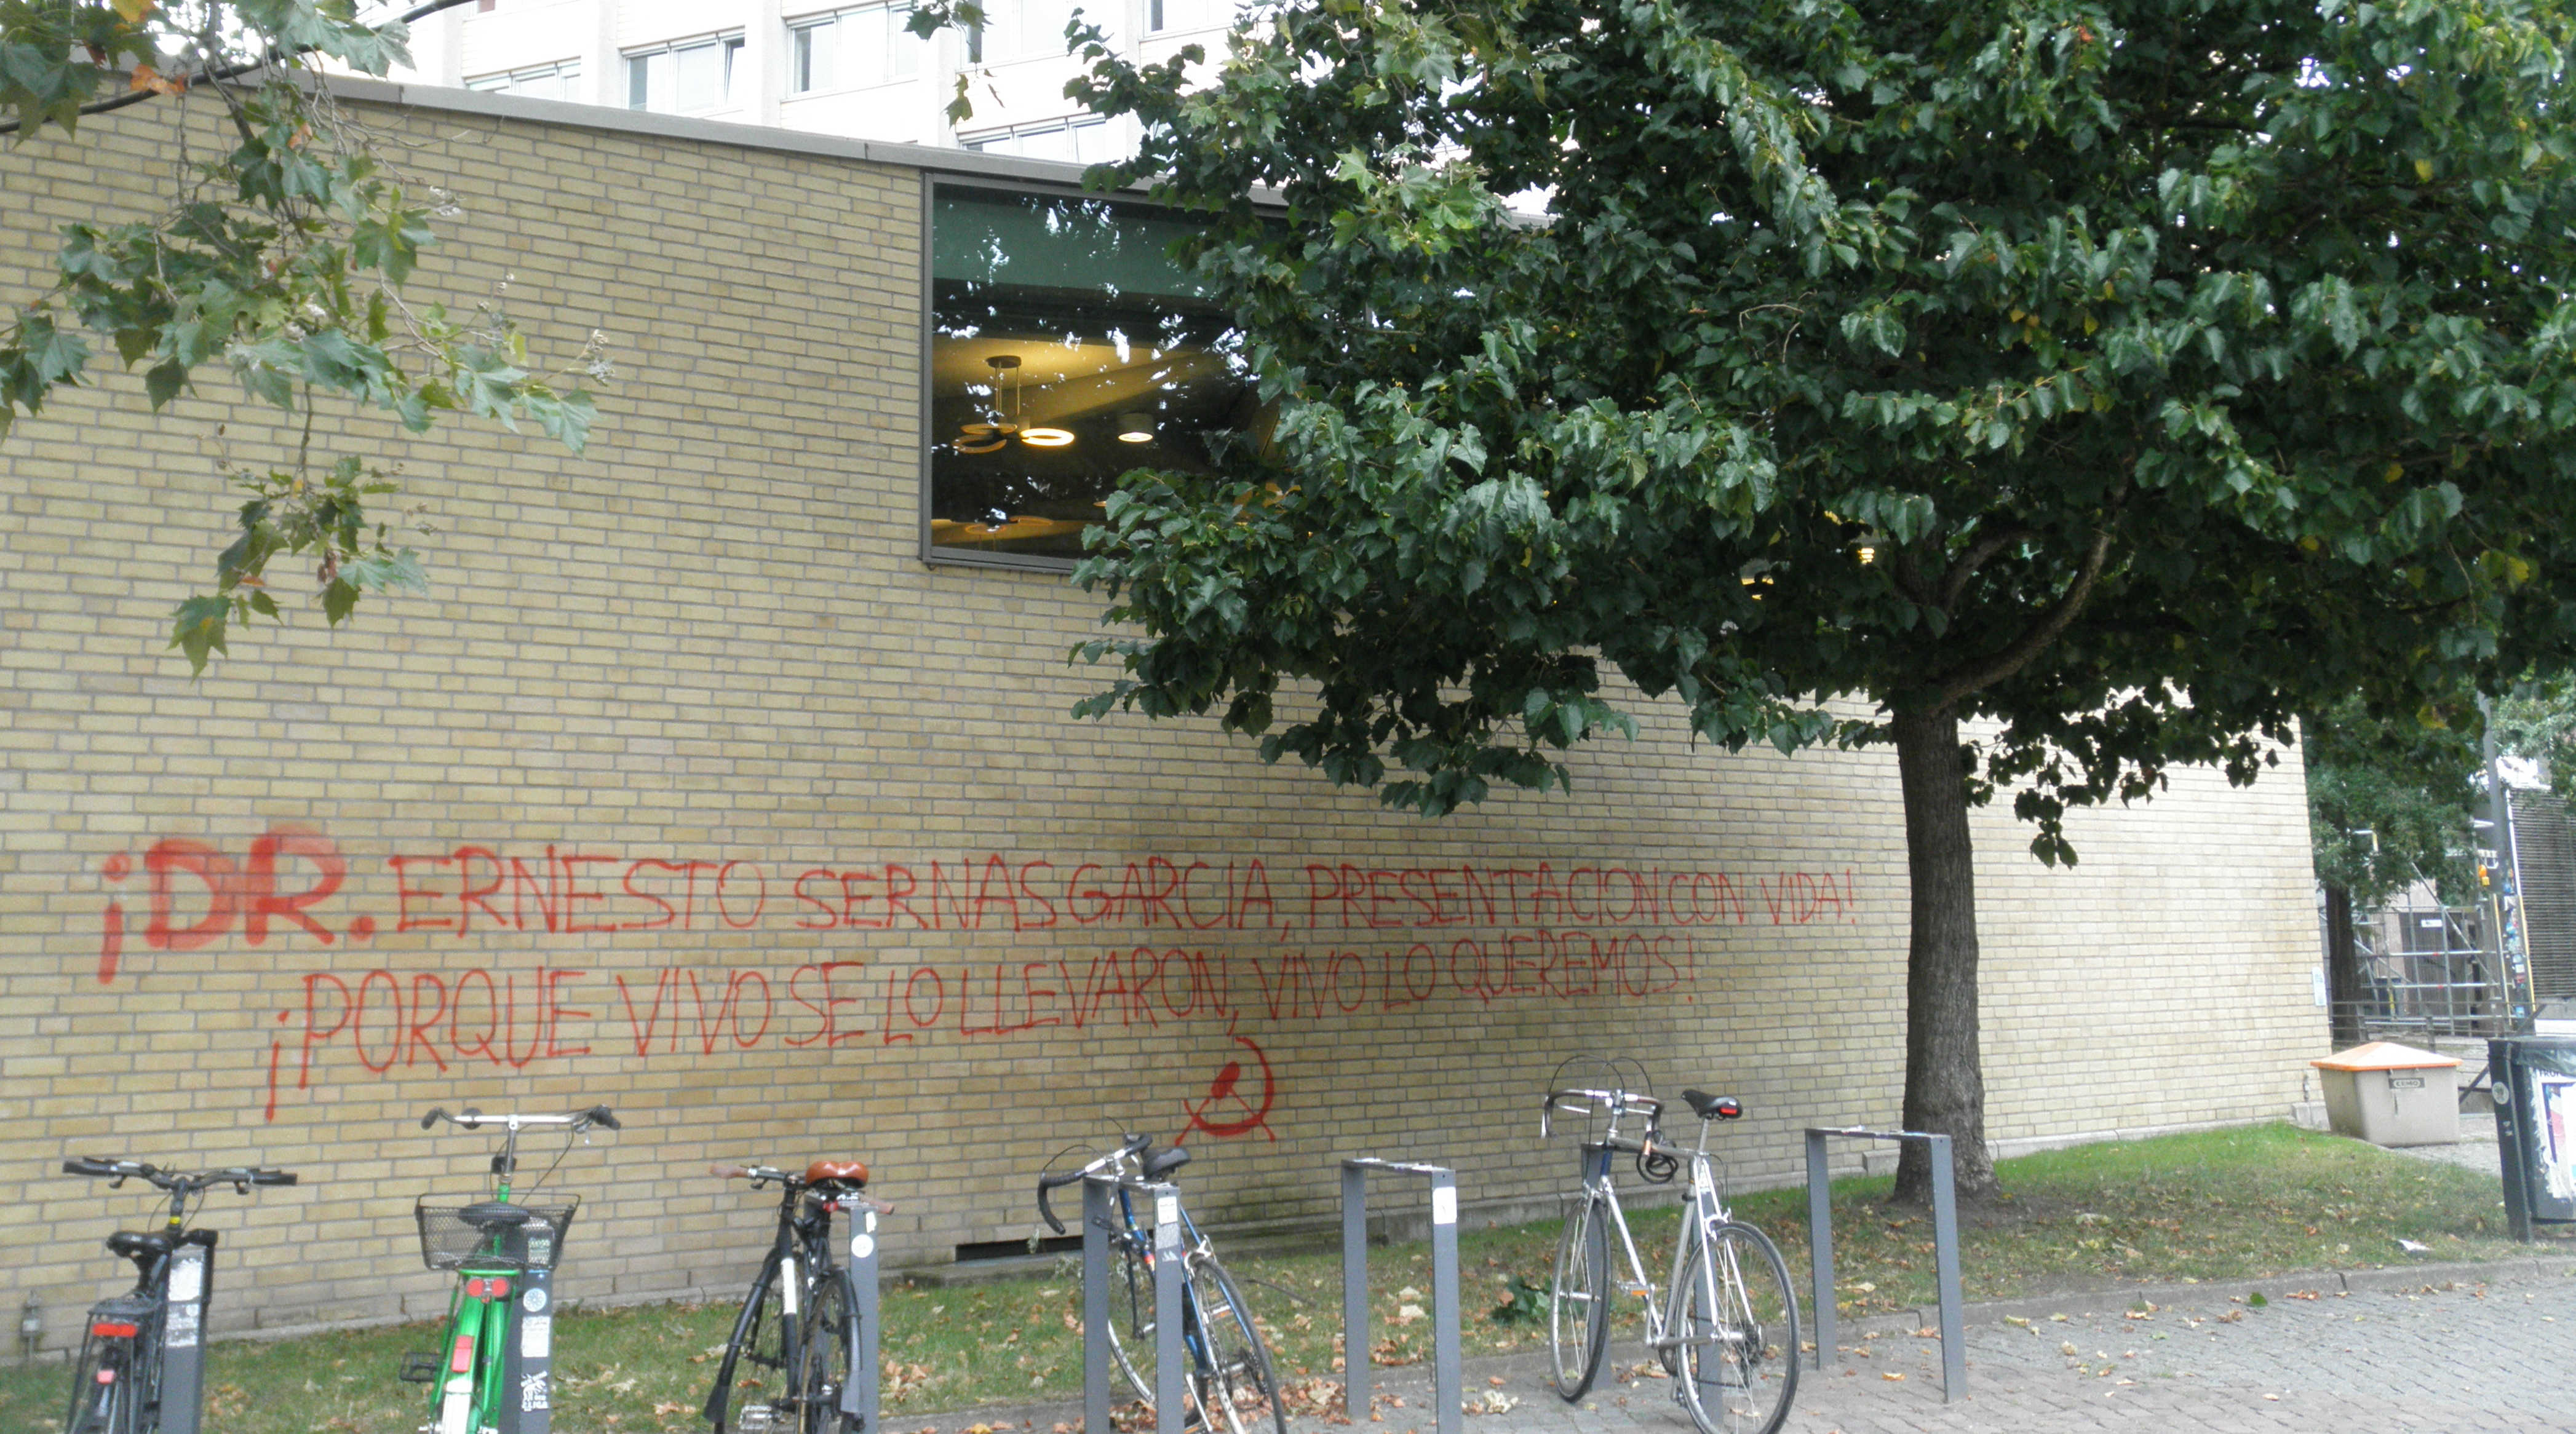 ¡DR. ERNESTO SERNAS GARCIA, PRESENTACION CON VIDA!
¡PORQUE VIVO SE LO LLEVARON, VIVO LO QUEREMOS!